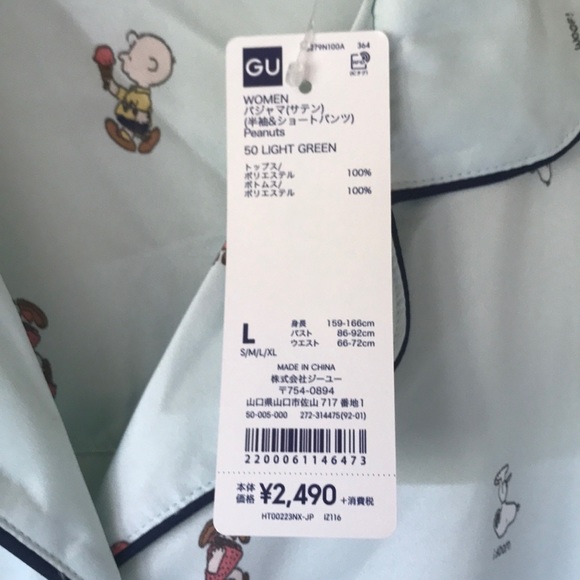 GU
279N100A 364
WOMEN
パジャマ(サテン)
(半袖&ショートパンツ)
Peanuts
50 LIGHT GREEN
トップス/
ポリエステル 100%
ボトムス/
ポリエステル 100%
L 身長 159-166cm
S/M/L/XL バスト 86-92cm
ウエスト 66-72cm
MADE IN CHINA
株式会社ジーユー
〒754-0894
山口県山口市佐山 717 番地1
50-005-000 272-314475(92-01)
2200061146473
本体価格 ¥2,490 +消費税
HT00223NX-JP IZ116